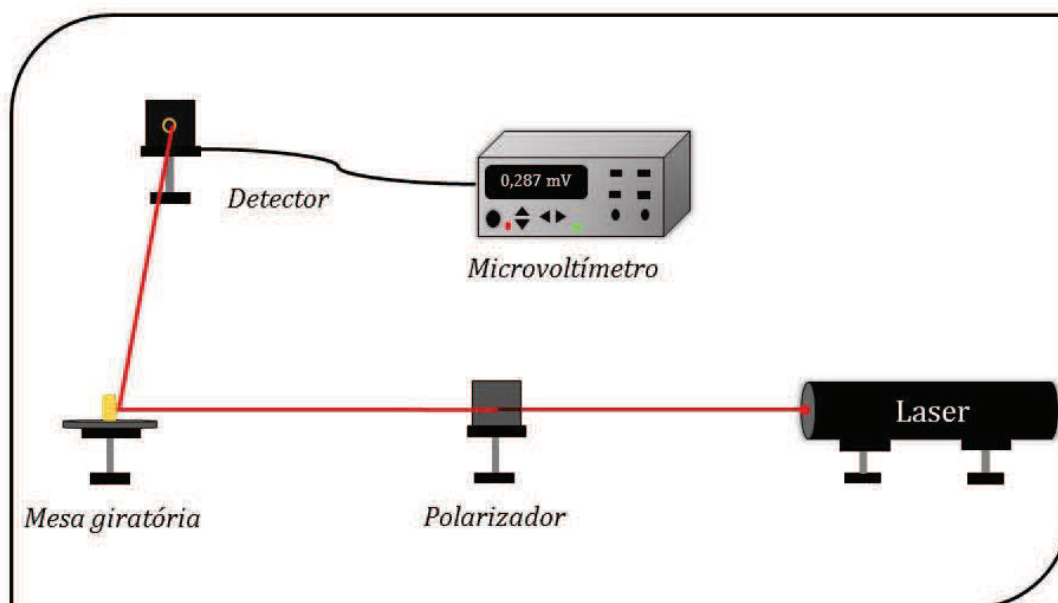 0,287 mV
Detector
Microvoltímetro
Laser
Mesa giratória
Polarizador